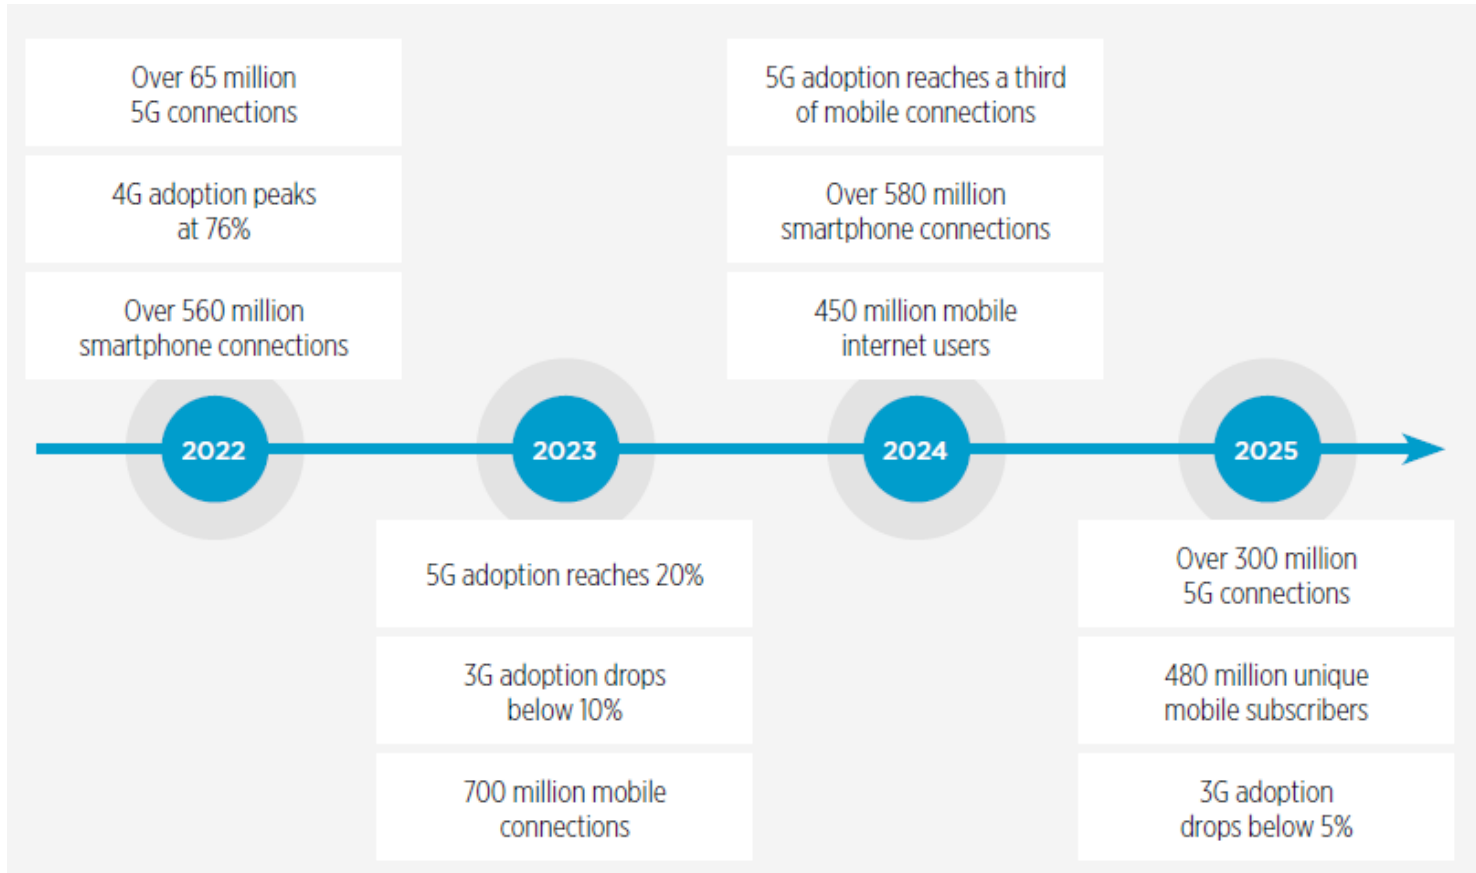 Over 65 million
5G connections
4G adoption peaks
at 76%
Over 560 million
smartphone connections
5G adoption reaches a third
of mobile connections
Over 580 million
smartphone connections
450 million mobile
internet users
2022
2023
2024
2025
5G adoption reaches 20%
3G adoption drops
below 10%
700 million mobile
connections
Over 300 million
5G connections
480 million unique
mobile subscribers
3G adoption
drops below 5%